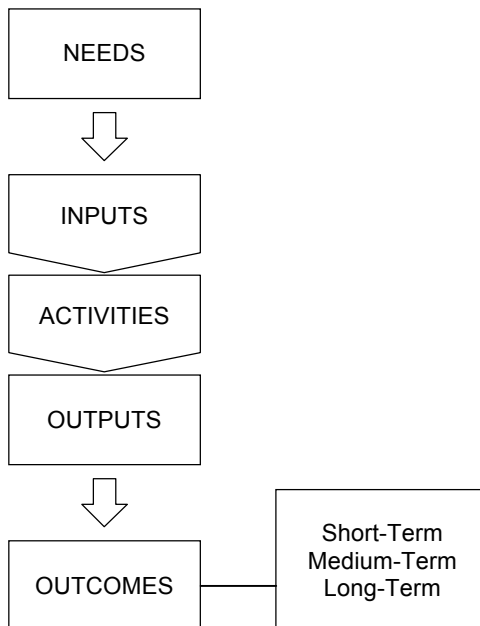 NEEDS
INPUTS
ACTIVITIES
OUTPUTS
OUTCOMES
Short-Term
Medium-Term
Long-Term